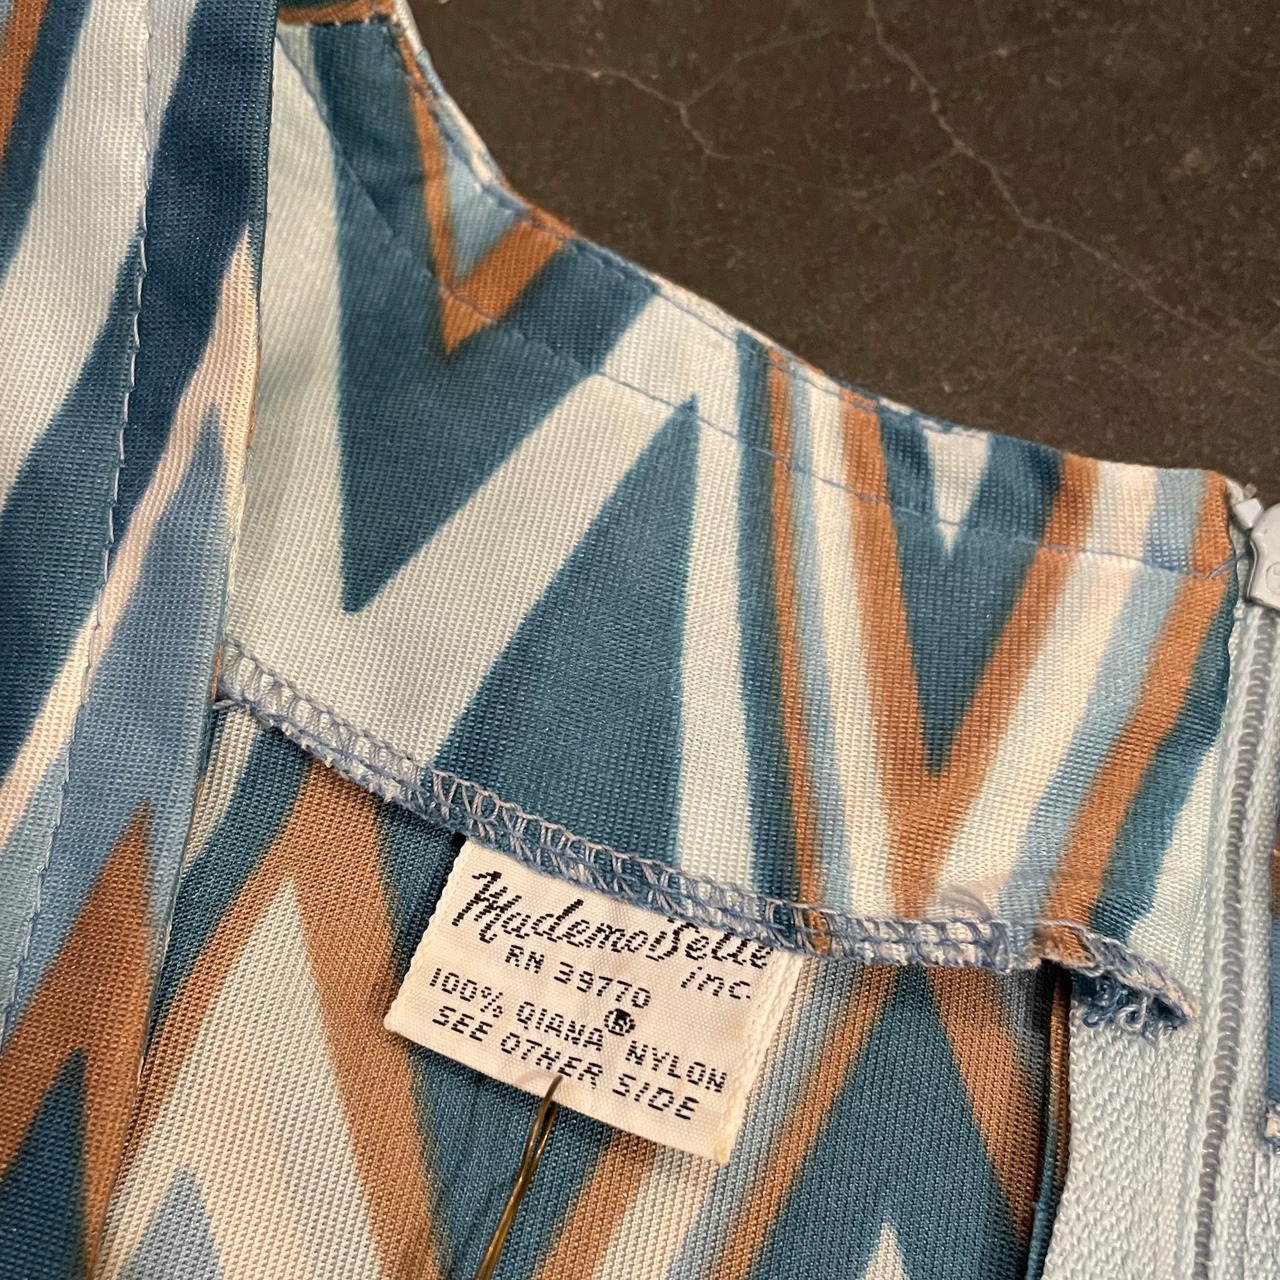 Mademoiselle
inc.
RN 39770
100% QIANA® NYLON
SEE OTHER SIDE